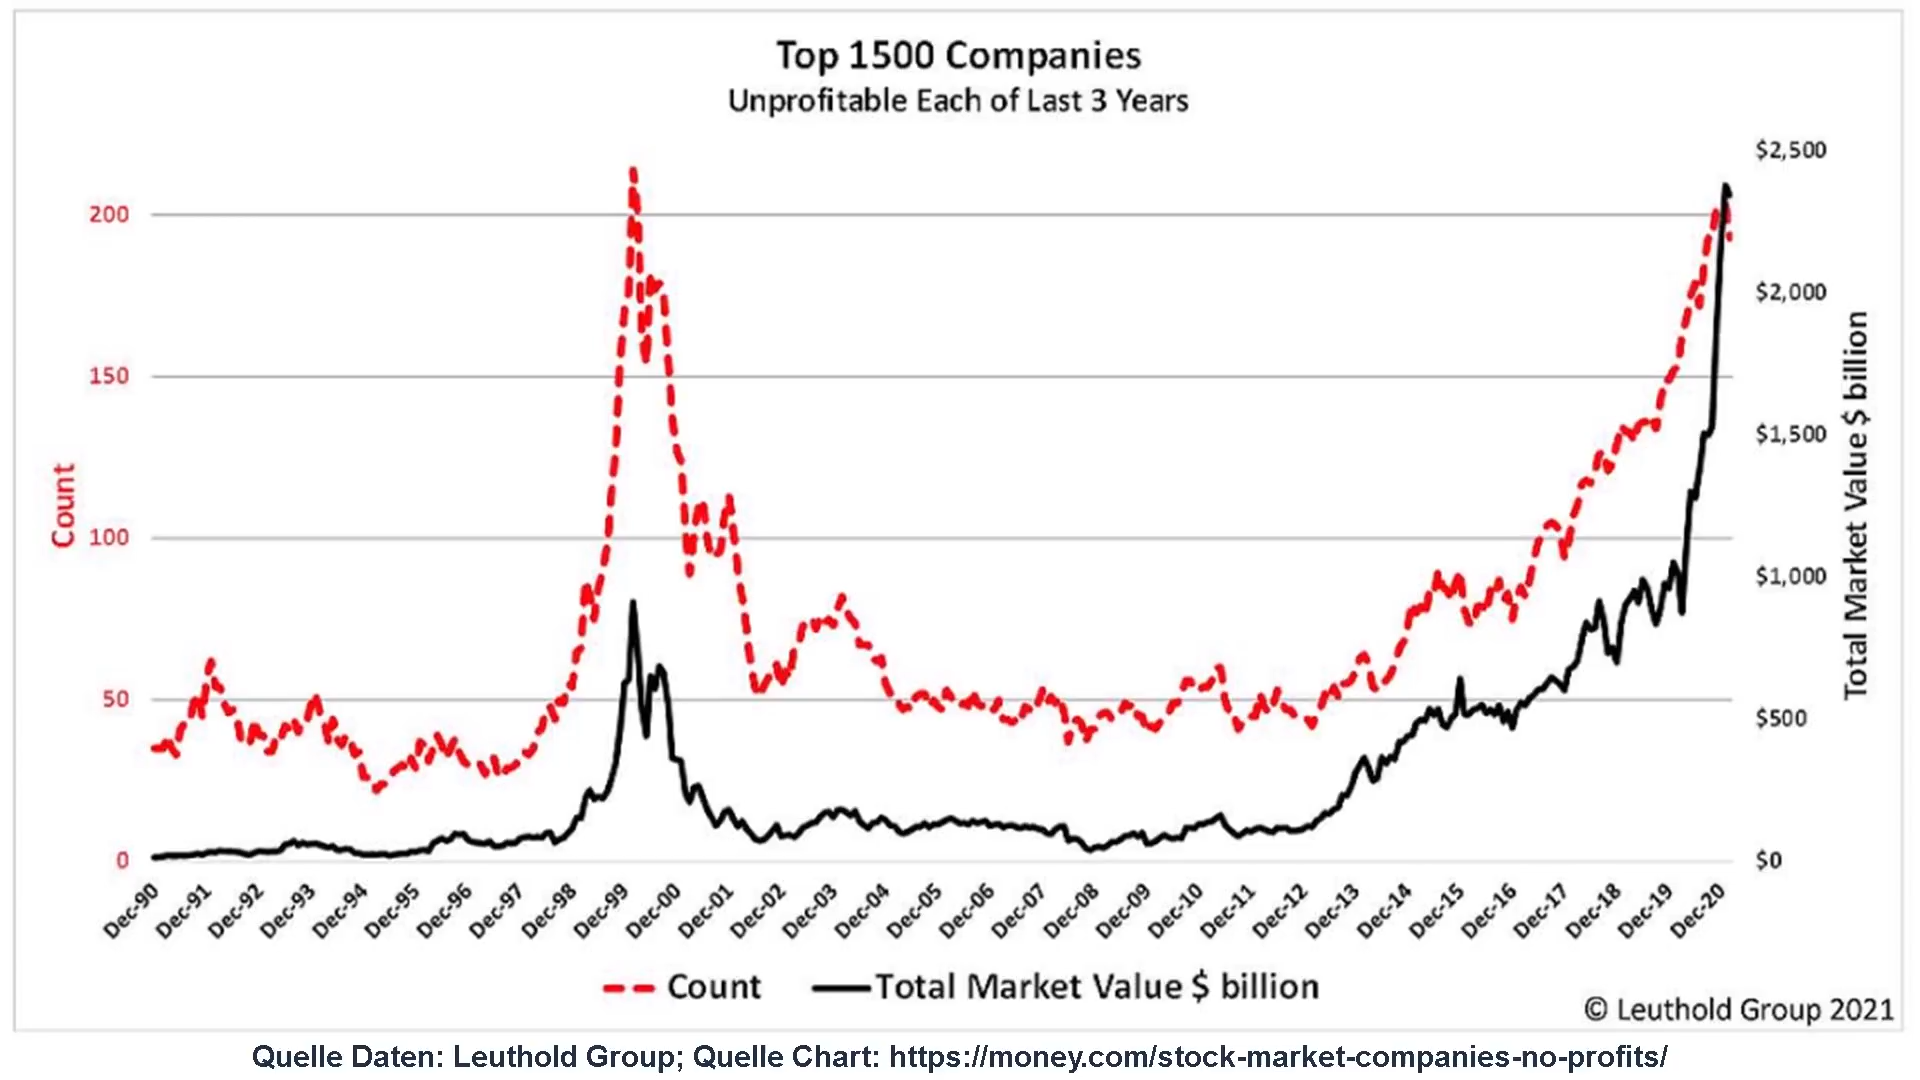 Top 1500 Companies
Unprofitable Each of Last 3 Years
$2,500
200
$2,000
150
$1,500
Count
Total Market Value $ billion
100
$1,000
50
$500
0
$0
Dec-90
Dec-91
Dec-92
Dec-93
Dec-94
Dec-95
Dec-96
Dec-97
Dec-98
Dec-99
Dec-00
Dec-01
Dec-02
Dec-03
Dec-04
Dec-05
Dec-06
Dec-07
Dec-08
Dec-09
Dec-10
Dec-11
Dec-12
Dec-13
Dec-14
Dec-15
Dec-16
Dec-17
Dec-18
Dec-19
Dec-20
Count
Total Market Value $ billion
© Leuthold Group 2021
Quelle Daten: Leuthold Group; Quelle Chart: https://money.com/stock-market-companies-no-profits/